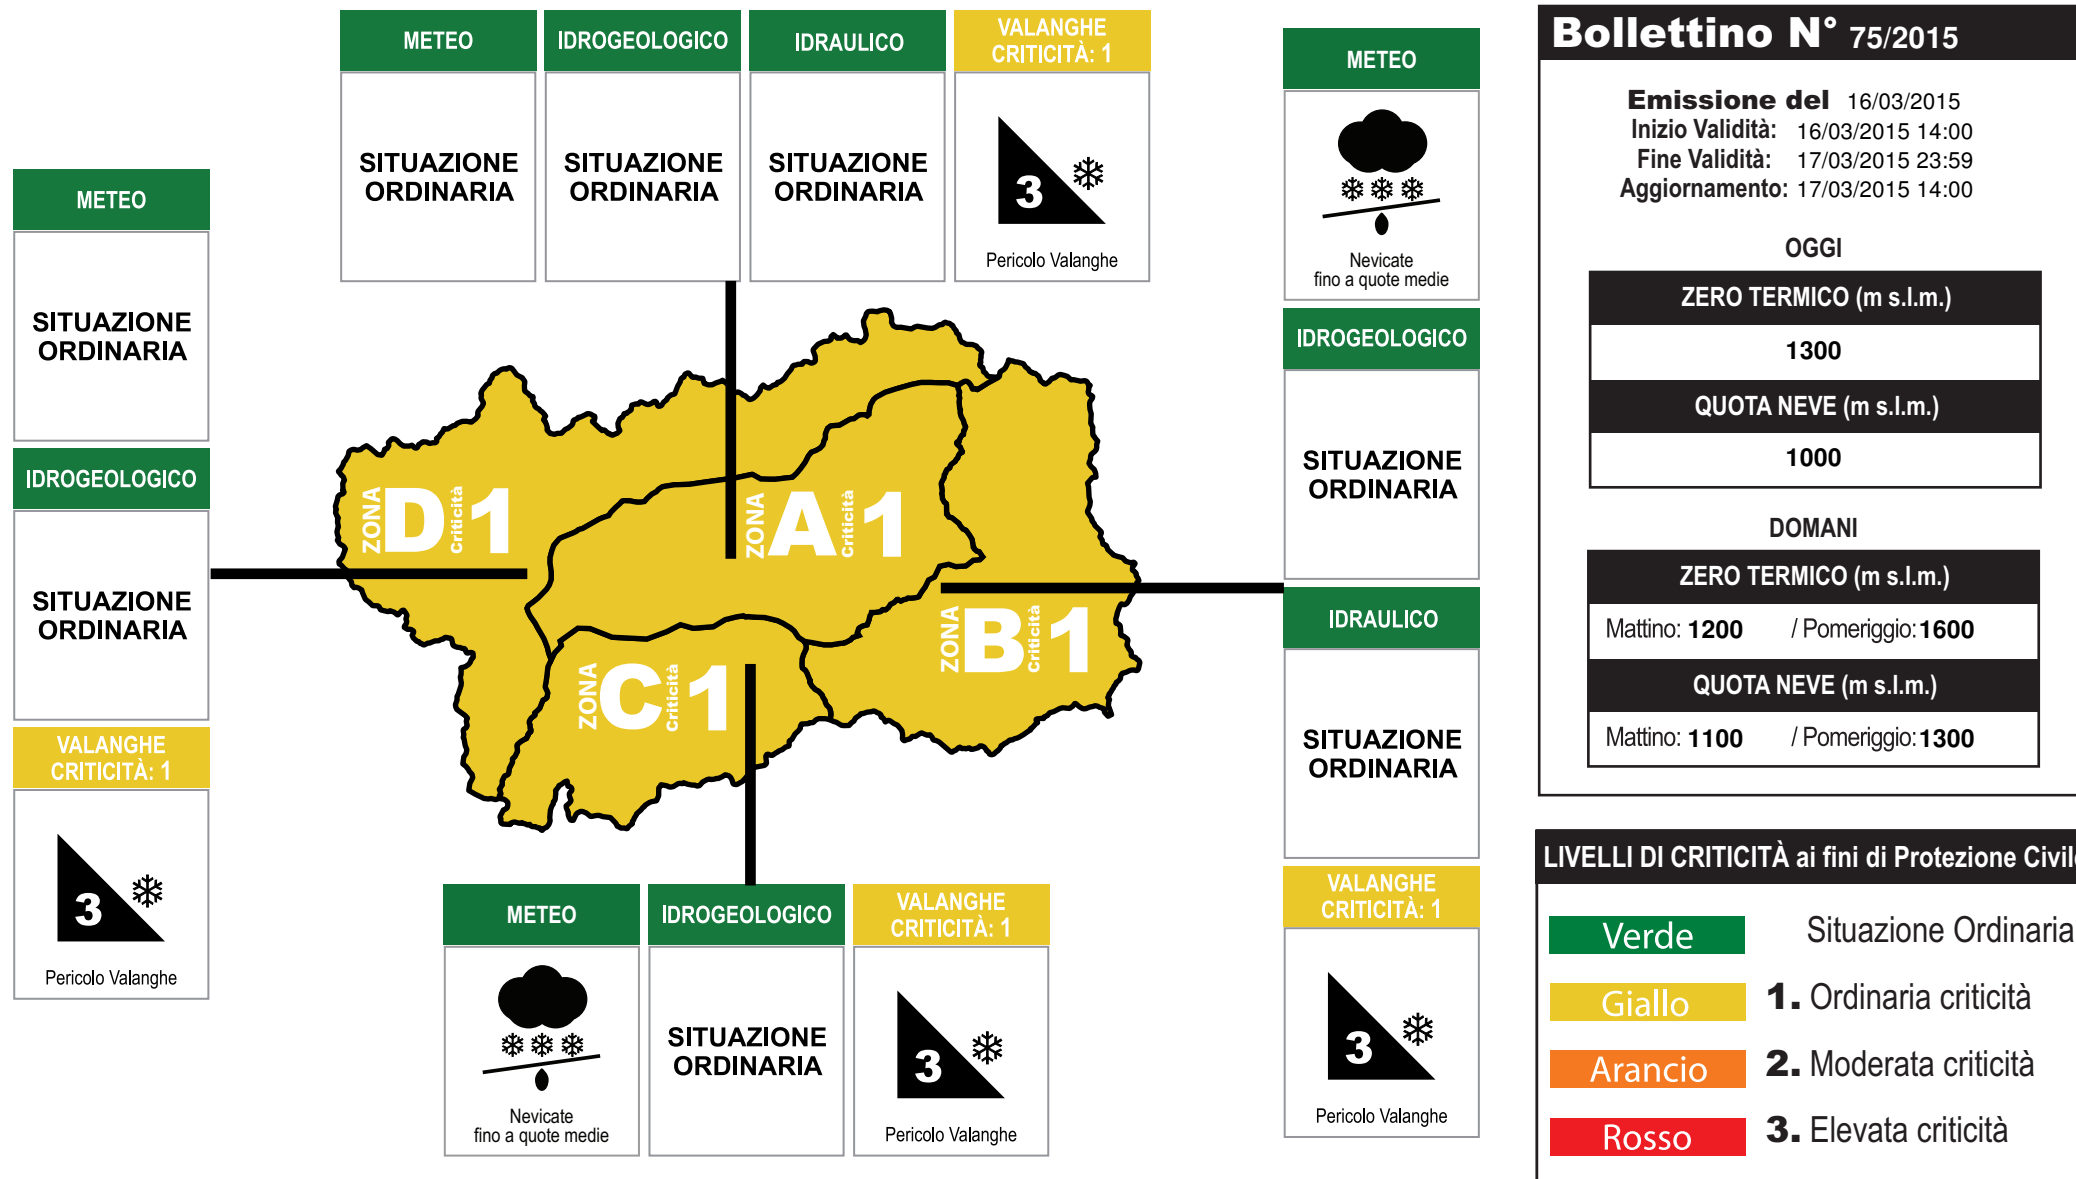 METEO
IDROGEOLOGICO
IDRAULICO
VALANGHE
CRITICITÀ: 1
SITUAZIONE
ORDINARIA
SITUAZIONE
ORDINARIA
SITUAZIONE
ORDINARIA
3
Pericolo Valanghe
METEO
SITUAZIONE
ORDINARIA
IDROGEOLOGICO
SITUAZIONE
ORDINARIA
VALANGHE
CRITICITÀ: 1
3
Pericolo Valanghe
ZONA D Criticità 1
ZONA A Criticità 1
ZONA B Criticità 1
ZONA C Criticità 1
METEO
IDROGEOLOGICO
VALANGHE
CRITICITÀ: 1
Nevicate
fino a quote medie
SITUAZIONE
ORDINARIA
3
Pericolo Valanghe
METEO
Nevicate
fino a quote medie
IDROGEOLOGICO
SITUAZIONE
ORDINARIA
IDRAULICO
SITUAZIONE
ORDINARIA
VALANGHE
CRITICITÀ: 1
3
Pericolo Valanghe
Bollettino N° 75/2015
Emissione del 16/03/2015
Inizio Validità: 16/03/2015 14:00
Fine Validità: 17/03/2015 23:59
Aggiornamento: 17/03/2015 14:00
OGGI
ZERO TERMICO (m s.l.m.)
1300
QUOTA NEVE (m s.l.m.)
1000
DOMANI
ZERO TERMICO (m s.l.m.)
Mattino: 1200 / Pomeriggio: 1600
QUOTA NEVE (m s.l.m.)
Mattino: 1100 / Pomeriggio: 1300
LIVELLI DI CRITICITÀ ai fini di Protezione Civile
Verde Situazione Ordinaria
Giallo 1. Ordinaria criticità
Arancio 2. Moderata criticità
Rosso 3. Elevata criticità